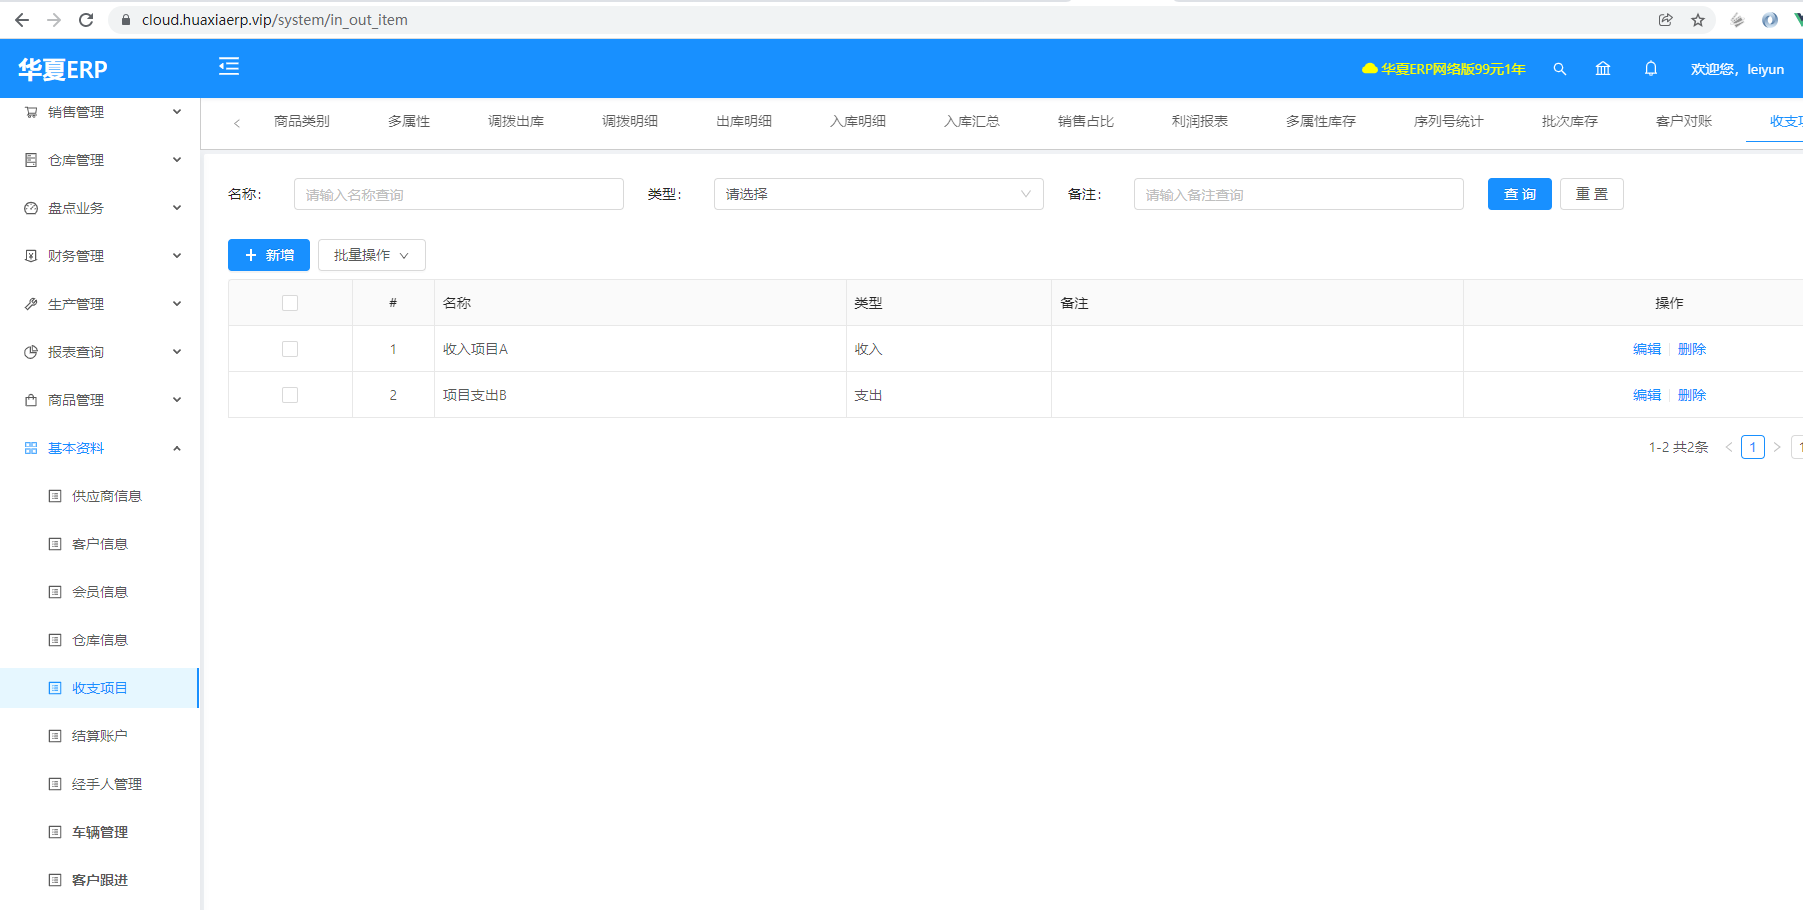 cloud.huaxiaerp.vip/system/in_out_item
华夏ERP
华夏ERP网络版99元1年
欢迎您，leiyun
销售管理
仓库管理
盘点业务
财务管理
生产管理
报表查询
商品管理
基本资料
供应商信息
客户信息
会员信息
仓库信息
收支项目
结算账户
经手人管理
车辆管理
客户跟进
商品类别 多属性 调拨出库 调拨明细 出库明细 入库明细 入库汇总 销售占比 利润报表 多属性库存 序列号统计 批次库存 客户对账 收支
名称： 请输入名称查询 类型： 请选择 备注： 请输入备注查询 查 询 重 置
新增 批量操作
# 名称 类型 备注 操作
1 收入项目A 收入 编辑 删除
2 项目支出B 支出 编辑 删除
1-2 共2条 1 1